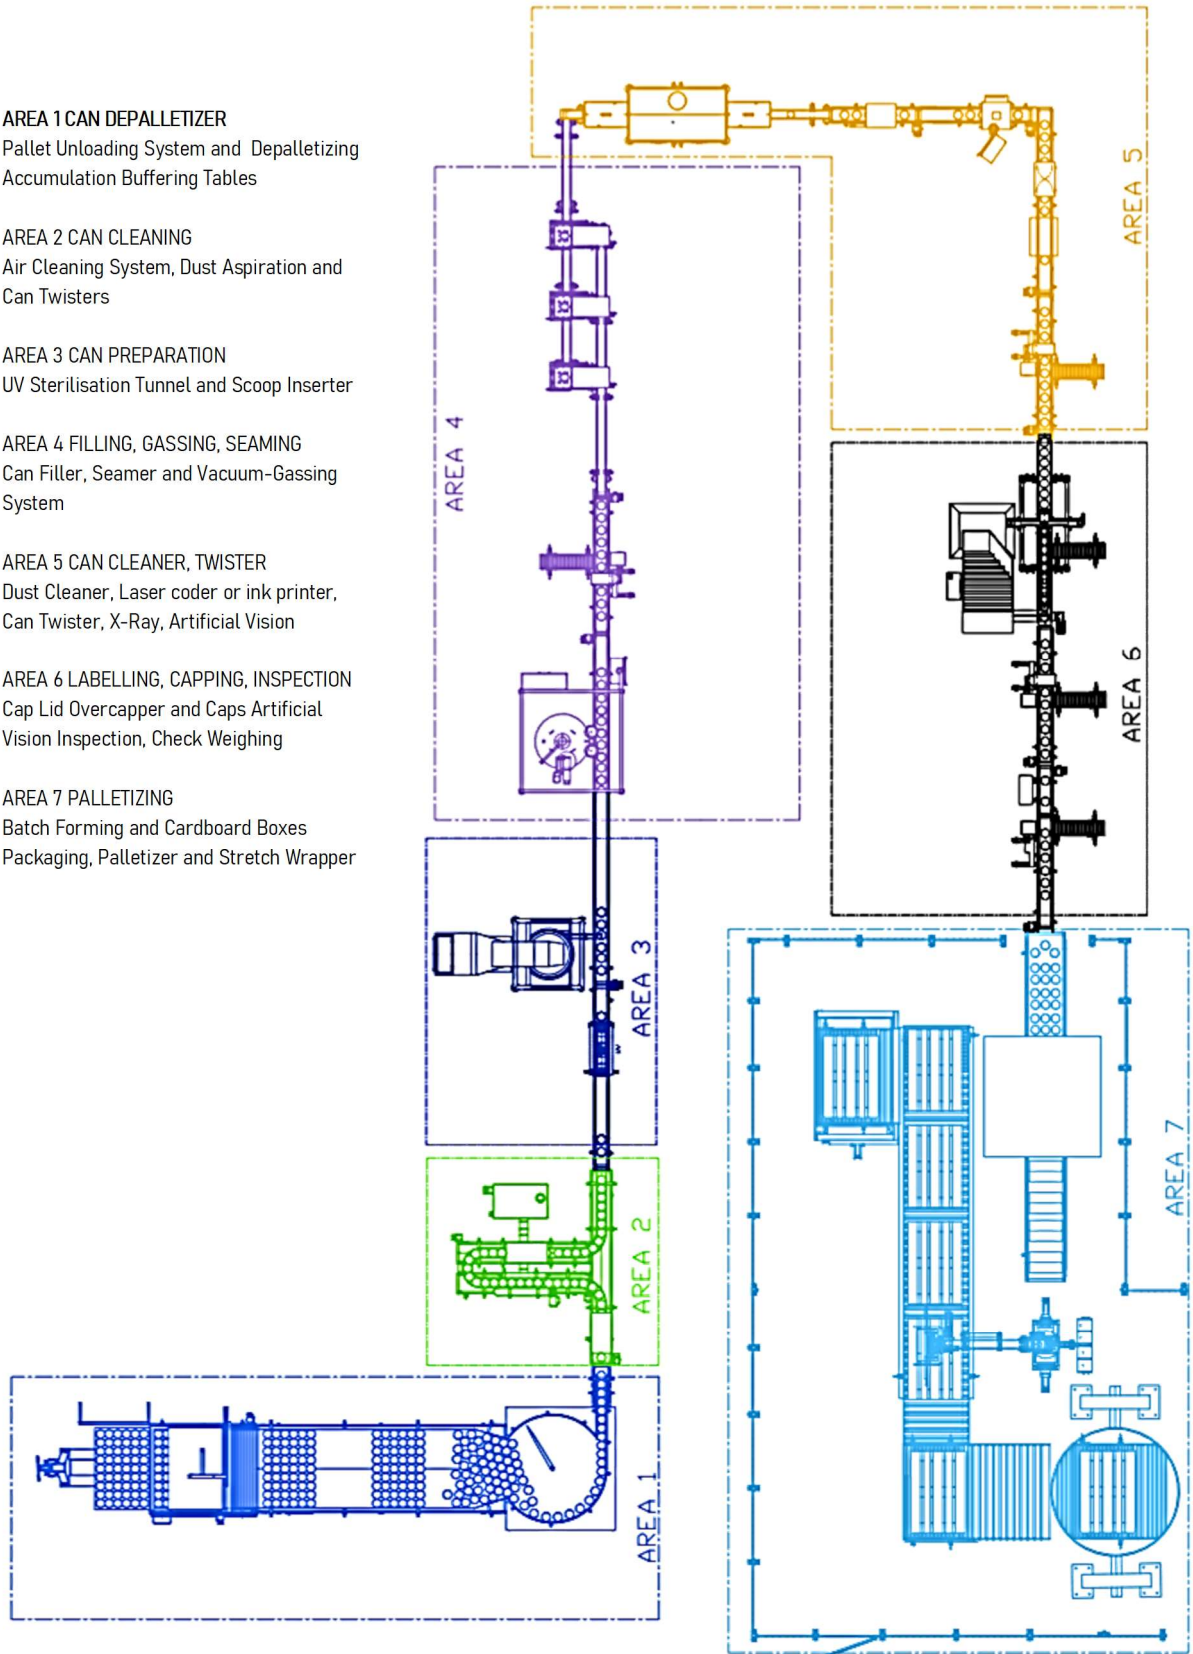 AREA 1 CAN DEPALLETIZER
Pallet Unloading System and Depalletizing
Accumulation Buffering Tables
AREA 2 CAN CLEANING
Air Cleaning System, Dust Aspiration and
Can Twisters
AREA 3 CAN PREPARATION
UV Sterilisation Tunnel and Scoop Inserter
AREA 4 FILLING, GASSING, SEAMING
Can Filler, Seamer and Vacuum-Gassing
System
AREA 5 CAN CLEANER, TWISTER
Dust Cleaner, Laser coder or ink printer,
Can Twister, X-Ray, Artificial Vision
AREA 6 LABELLING, CAPPING, INSPECTION
Cap Lid Overcapper and Caps Artificial
Vision Inspection, Check Weighing
AREA 7 PALLETIZING
Batch Forming and Cardboard Boxes
Packaging, Palletizer and Stretch Wrapper
AREA 5
AREA 4
AREA 6
AREA 3
AREA 7
AREA 2
AREA 1